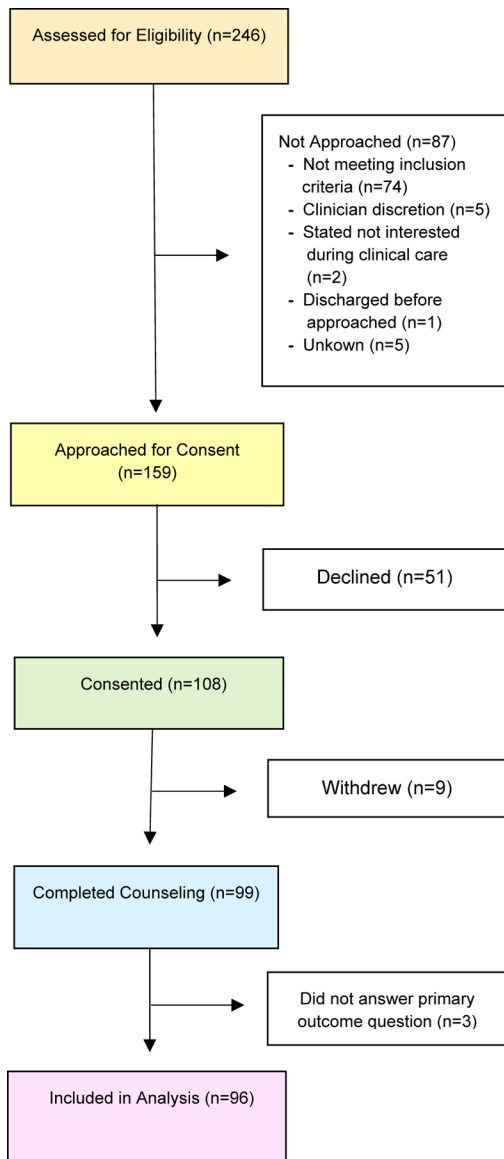 Assessed for Eligibility (n=246)
Not Approached (n=87)
- Not meeting inclusion
criteria (n=74)
- Clinician discretion (n=5)
- Stated not interested
during clinical care
(n=2)
- Discharged before
approached (n=1)
- Unkown (n=5)
Approached for Consent
(n=159)
Declined (n=51)
Consented (n=108)
Withdrew (n=9)
Completed Counseling (n=99)
Did not answer primary
outcome question (n=3)
Included in Analysis (n=96)